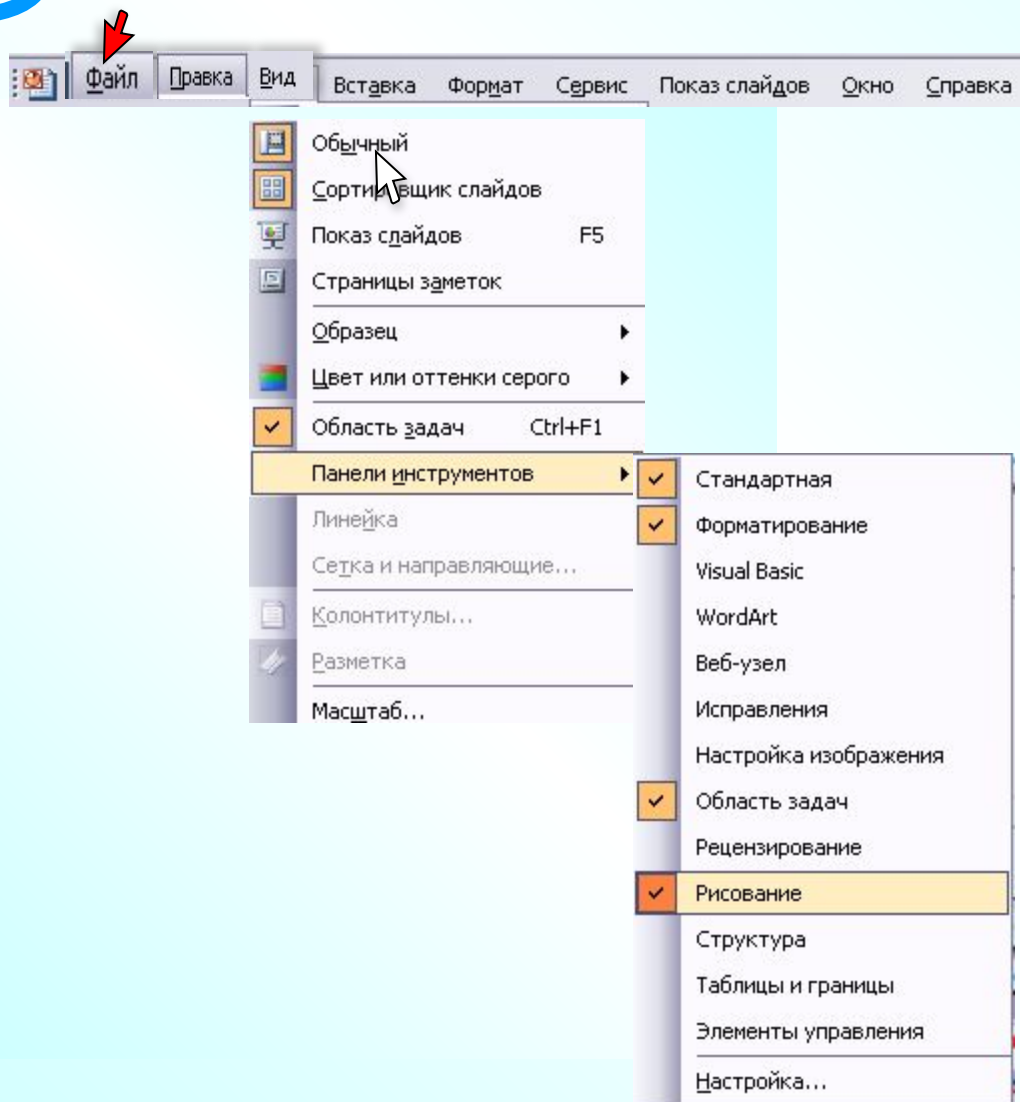 Файл Правка Вид Вставка Формат Сервис Показ слайдов Окно Справка
Обычный
Сортировщик слайдов
Показ слайдов F5
Страницы заметок
Образец
Цвет или оттенки серого
Область задач Ctrl+F1
Панели инструментов
Линейка
Сетка и направляющие...
Колонтитулы...
Разметка
Масштаб...
Стандартная
Форматирование
Visual Basic
WordArt
Веб-узел
Исправления
Настройка изображения
Область задач
Рецензирование
Рисование
Структура
Таблицы и границы
Элементы управления
Настройка...